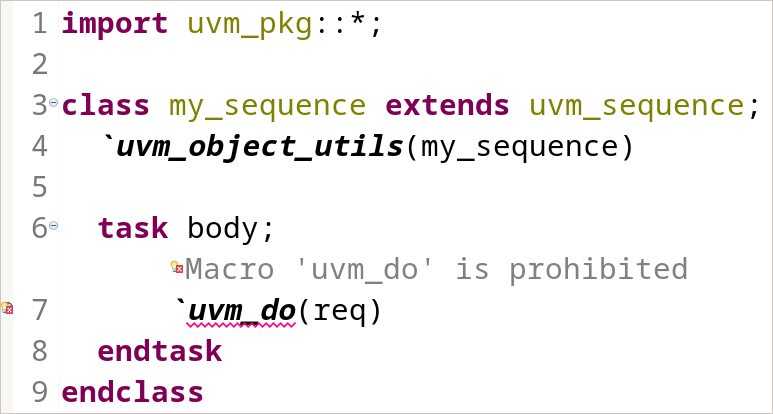 1 import uvm_pkg::*;
2
3 class my_sequence extends uvm_sequence;
4 `uvm_object_utils(my_sequence)
5
6 task body;
Macro 'uvm_do' is prohibited
7 `uvm_do(req)
8 endtask
9 endclass